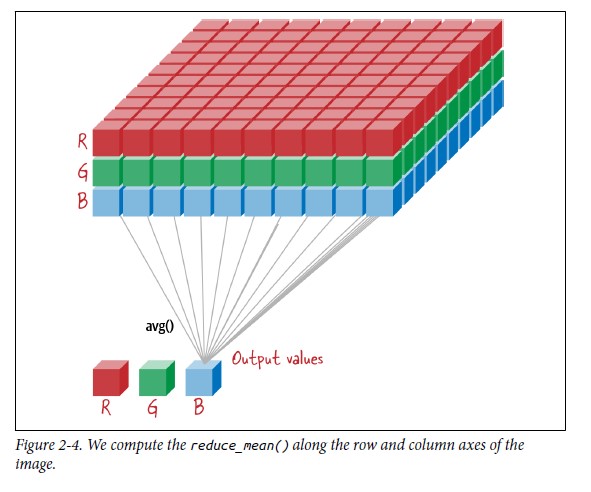 R
G
B
avg()
Output values
R
G
B
Figure 2-4. We compute the reduce_mean() along the row and column axes of the
image.